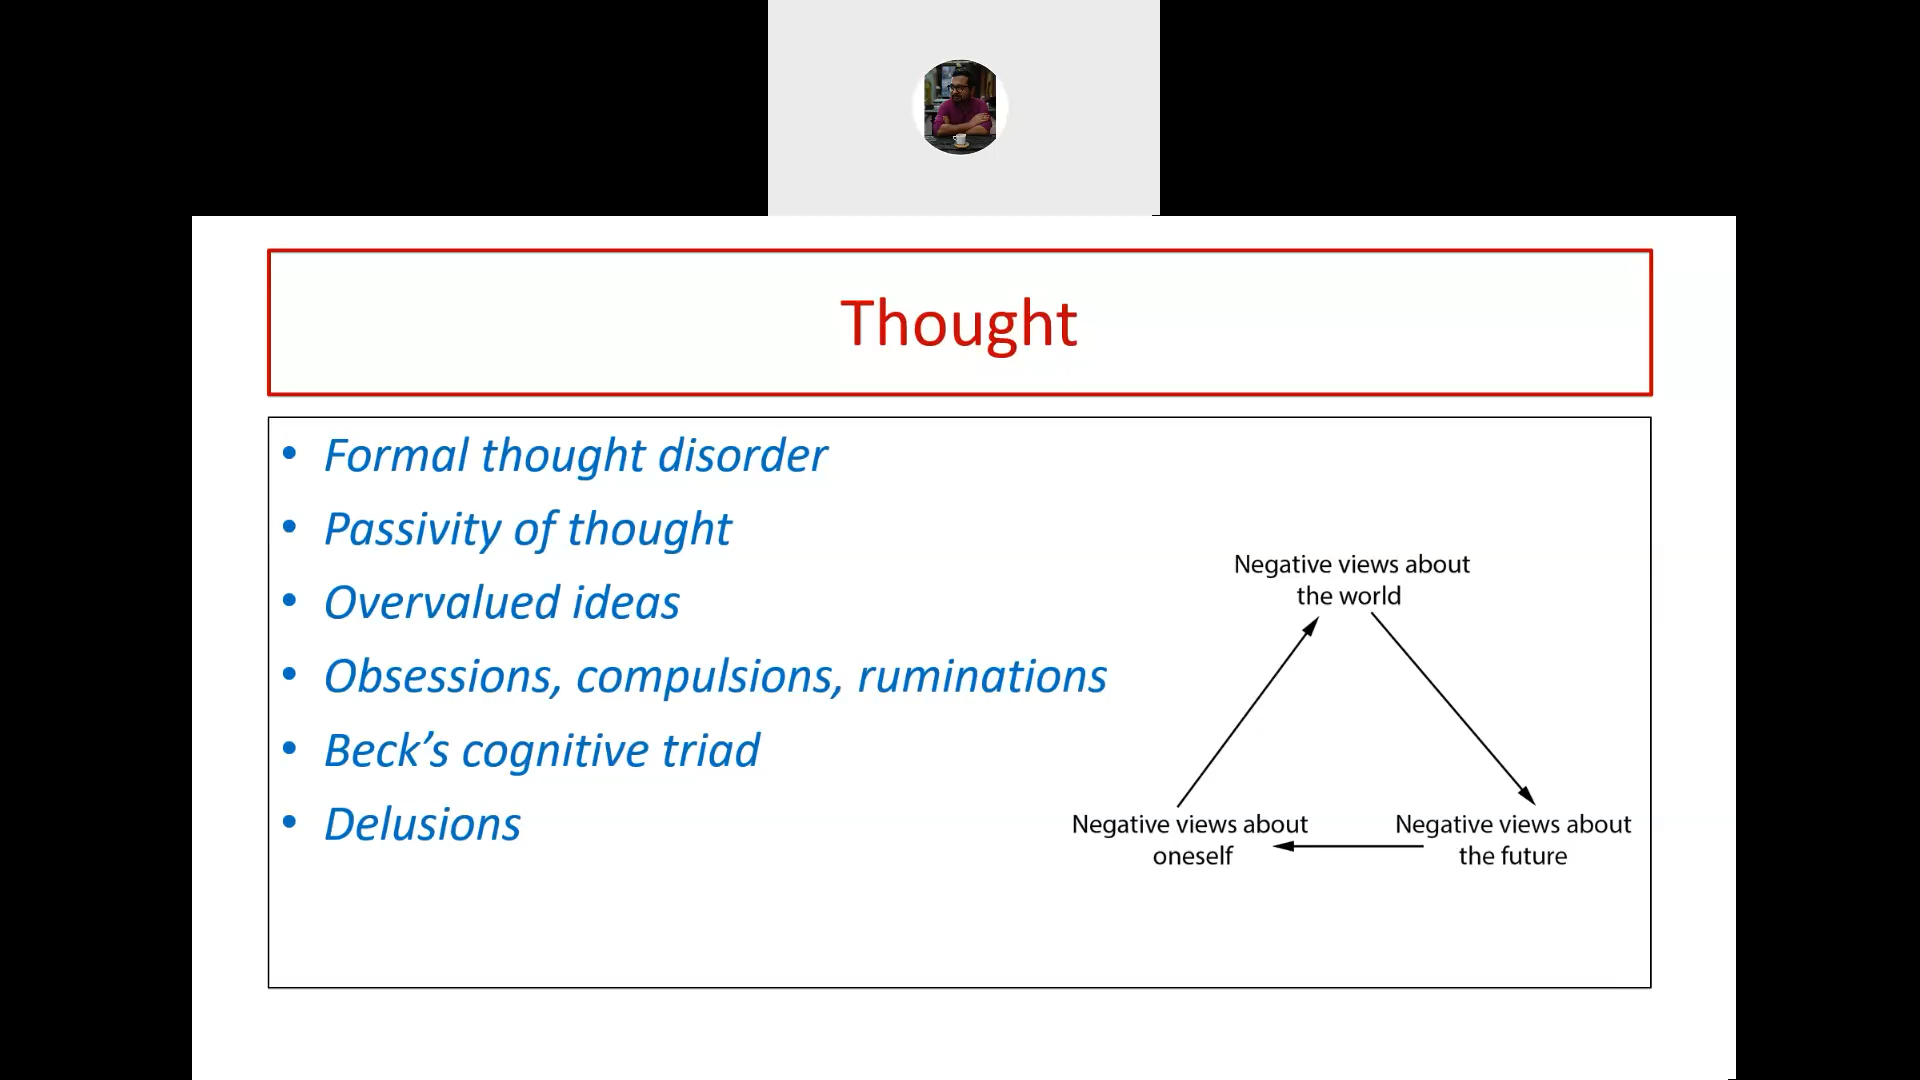 Thought
• Formal thought disorder
• Passivity of thought
• Overvalued ideas
• Obsessions, compulsions, ruminations
• Beck’s cognitive triad
• Delusions
Negative views about
the world
Negative views about
oneself
Negative views about
the future